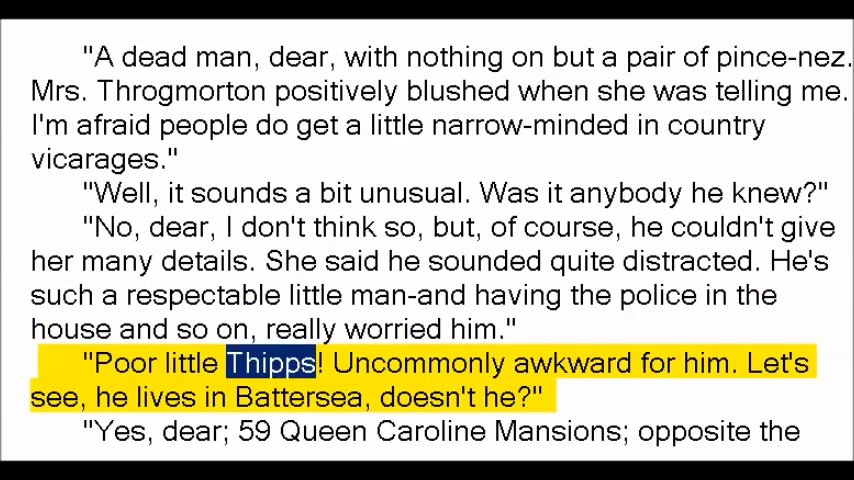 "A dead man, dear, with nothing on but a pair of pince-nez.
Mrs. Throgmorton positively blushed when she was telling me.
I'm afraid people do get a little narrow-minded in country
vicarages."
"Well, it sounds a bit unusual. Was it anybody he knew?"
"No, dear, I don't think so, but, of course, he couldn't give
her many details. She said he sounded quite distracted. He's
such a respectable little man-and having the police in the
house and so on, really worried him."
"Poor little Thipps! Uncommonly awkward for him. Let's
see, he lives in Battersea, doesn't he?"
"Yes, dear; 59 Queen Caroline Mansions; opposite the